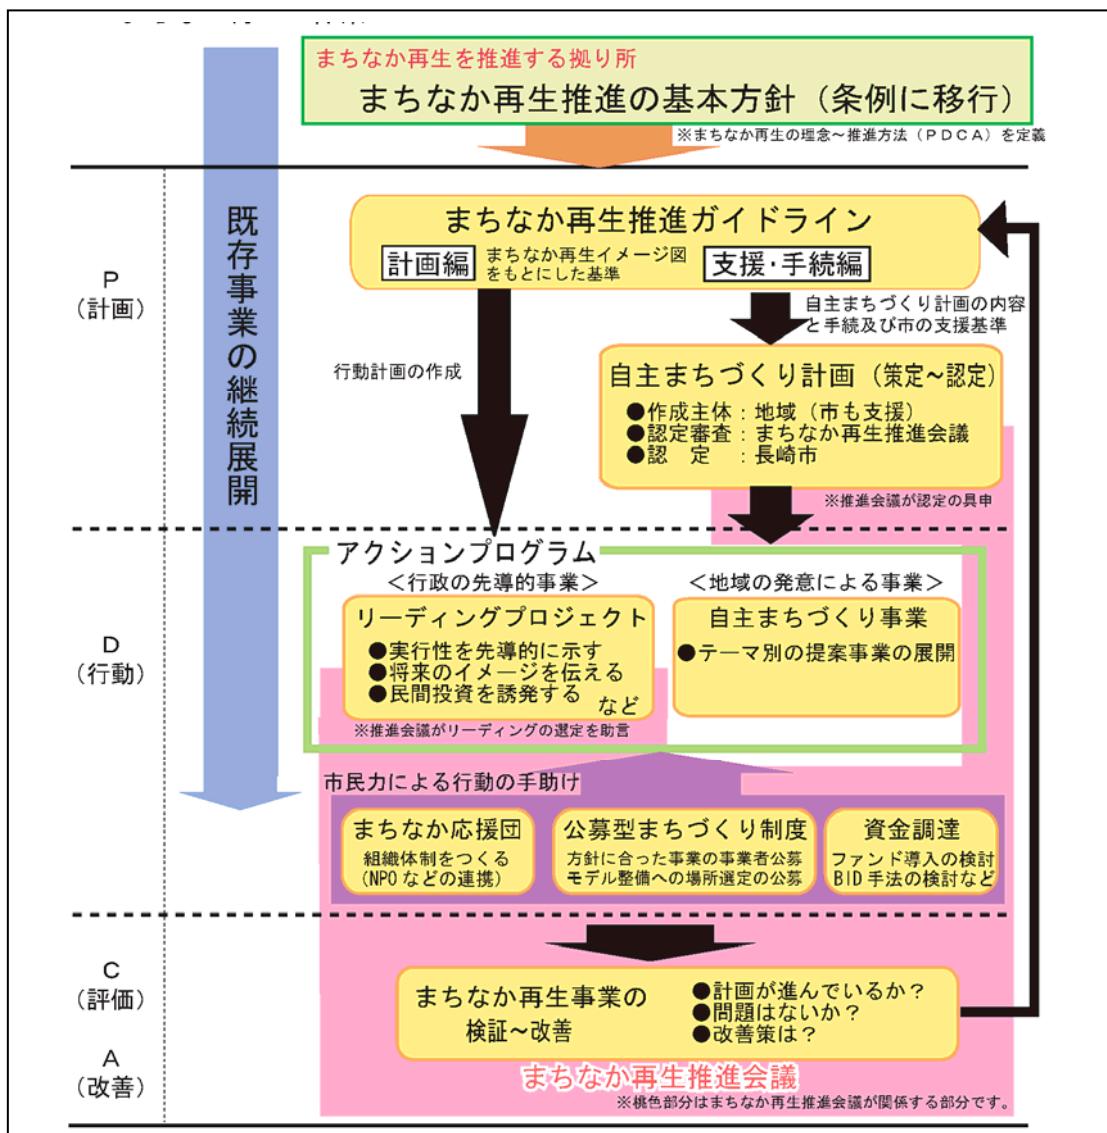 まちなか再生を推進する拠り所
まちなか再生推進の基本方針（条例に移行）
※まちなか再生の理念～推進方法（ＰＤＣＡ）を定義
既存事業の継続展開
P
（計画）
まちなか再生推進ガイドライン
計画編
まちなか再生イメージ図
をもとにした基準
支援・手続編
自主まちづくり計画の内容
と手続及び市の支援基準
行動計画の作成
自主まちづくり計画（策定～認定）
●作成主体：地域（市も支援）
●認定審査：まちなか再生推進会議
●認　定　：長崎市
※推進会議が認定の具申
D
（行動）
アクションプログラム
＜行政の先導的事業＞
リーディングプロジェクト
●実行性を先導的に示す
●将来のイメージを伝える
●民間投資を誘発する
など
※推進会議がリーディングの選定を助言
＜地域の発意による事業＞
自主まちづくり事業
●テーマ別の提案事業の展開
市民力による行動の手助け
まちなか応援団
組織体制をつくる
（NPOなどの連携）
公募型まちづくり制度
方針に合った事業の事業者公募
モデル整備への場所選定の公募
資金調達
ファンド導入の検討
BID手法の検討など
C
（評価）
A
（改善）
まちなか再生事業の
検証～改善
●計画が進んでいるか？
●問題はないか？
●改善策は？
まちなか再生推進会議
※桃色部分はまちなか再生推進会議が関係する部分です。